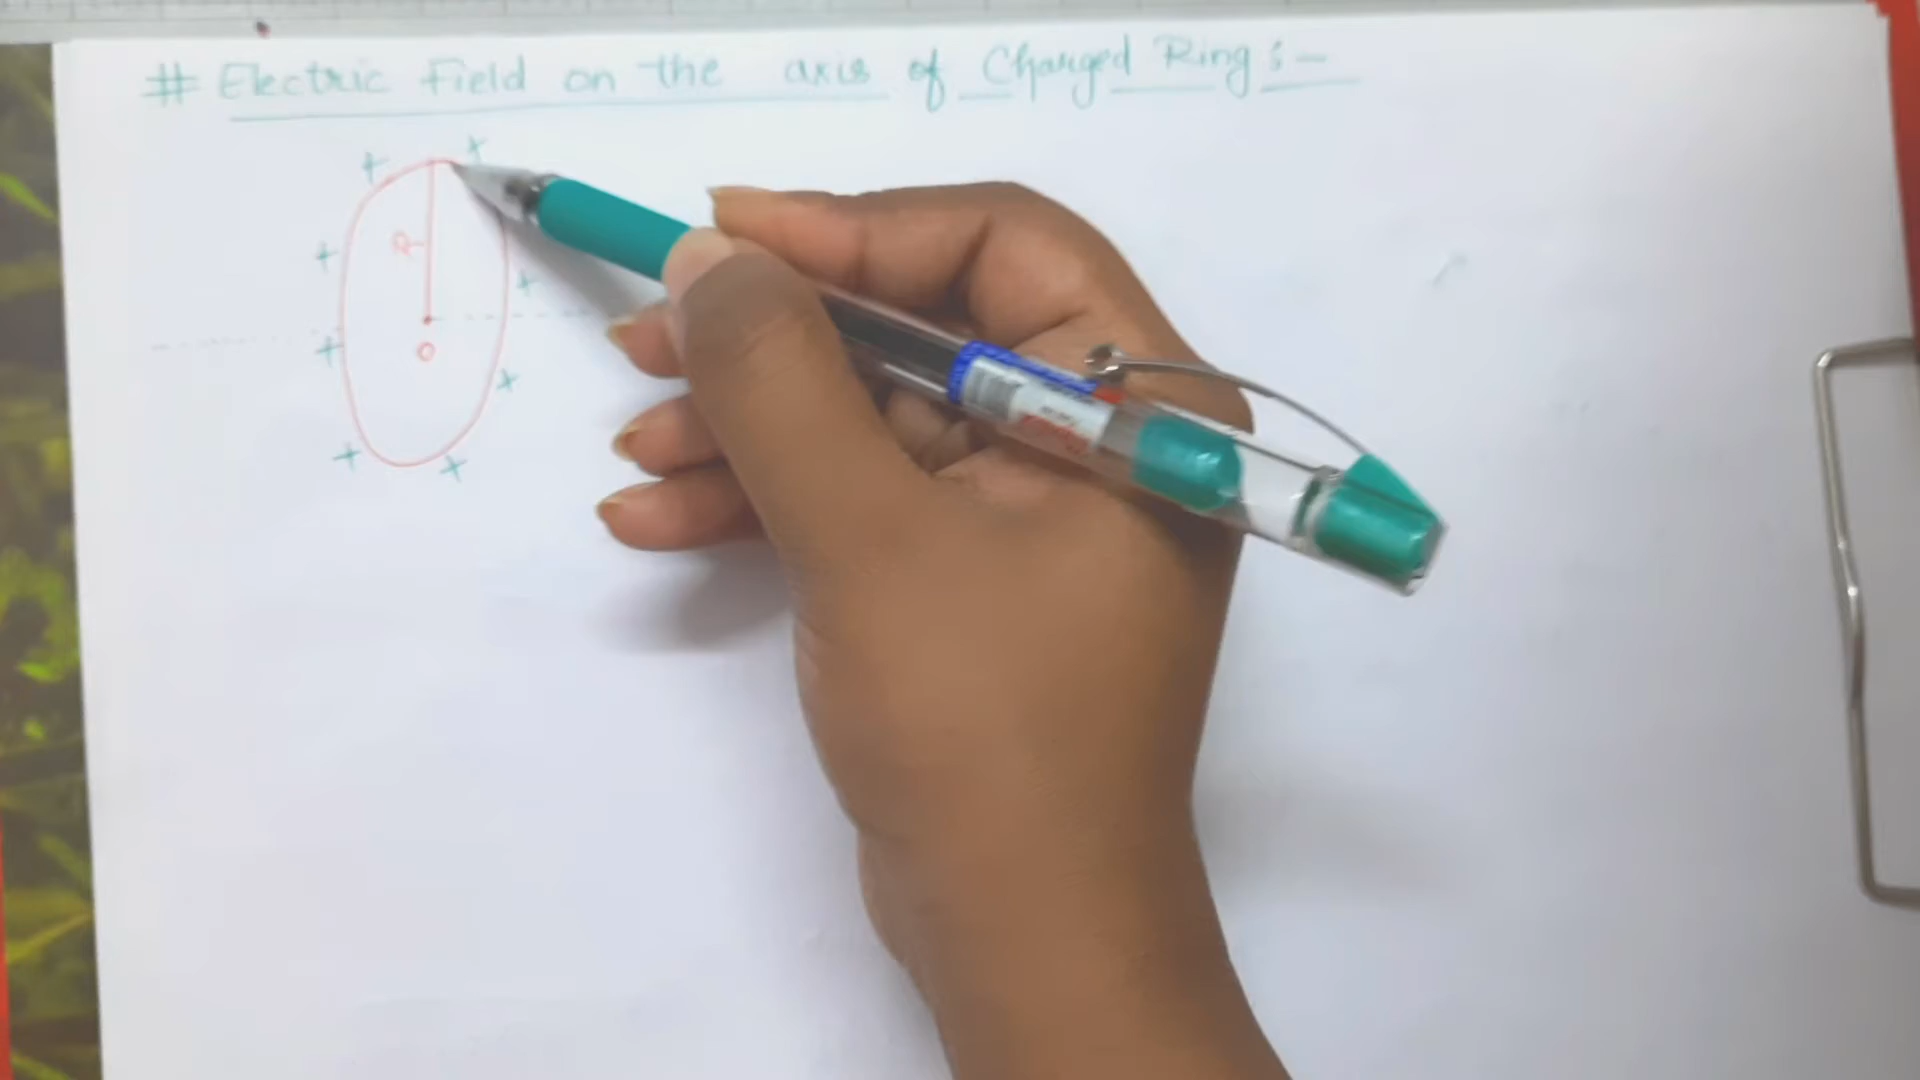 # Electric Field on the axis of Charged Ring :-
+ +
R
+
+
+
O
+
+ +